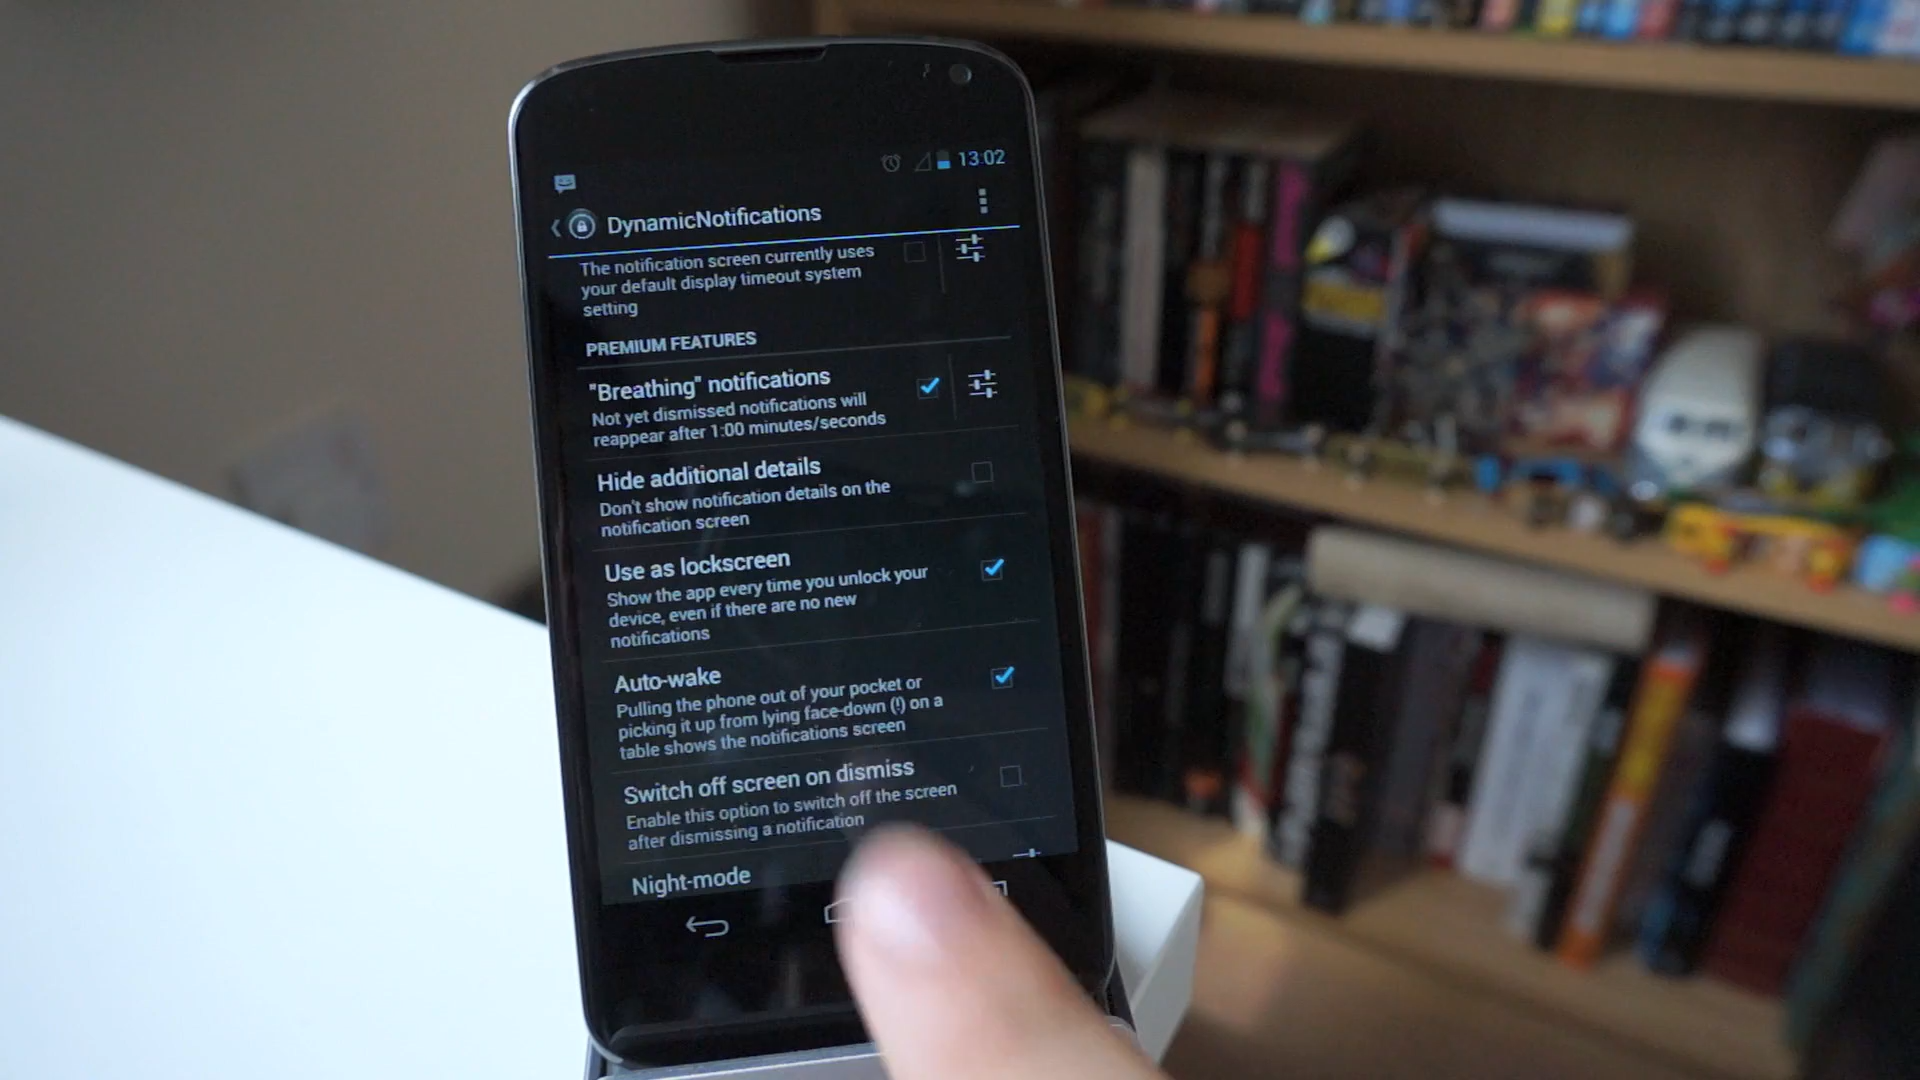 13:02
DynamicNotifications
The notification screen currently uses
your default display timeout system
setting
PREMIUM FEATURES
"Breathing" notifications
Not yet dismissed notifications will
reappear after 1:00 minutes/seconds
Hide additional details
Don't show notification details on the
notification screen
Use as lockscreen
Show the app every time you unlock your
device, even if there are no new
notifications
Auto-wake
Pulling the phone out of your pocket or
picking it up from lying face-down (!) on a
table shows the notifications screen
Switch off screen on dismiss
Enable this option to switch off the screen
after dismissing a notification
Night-mode